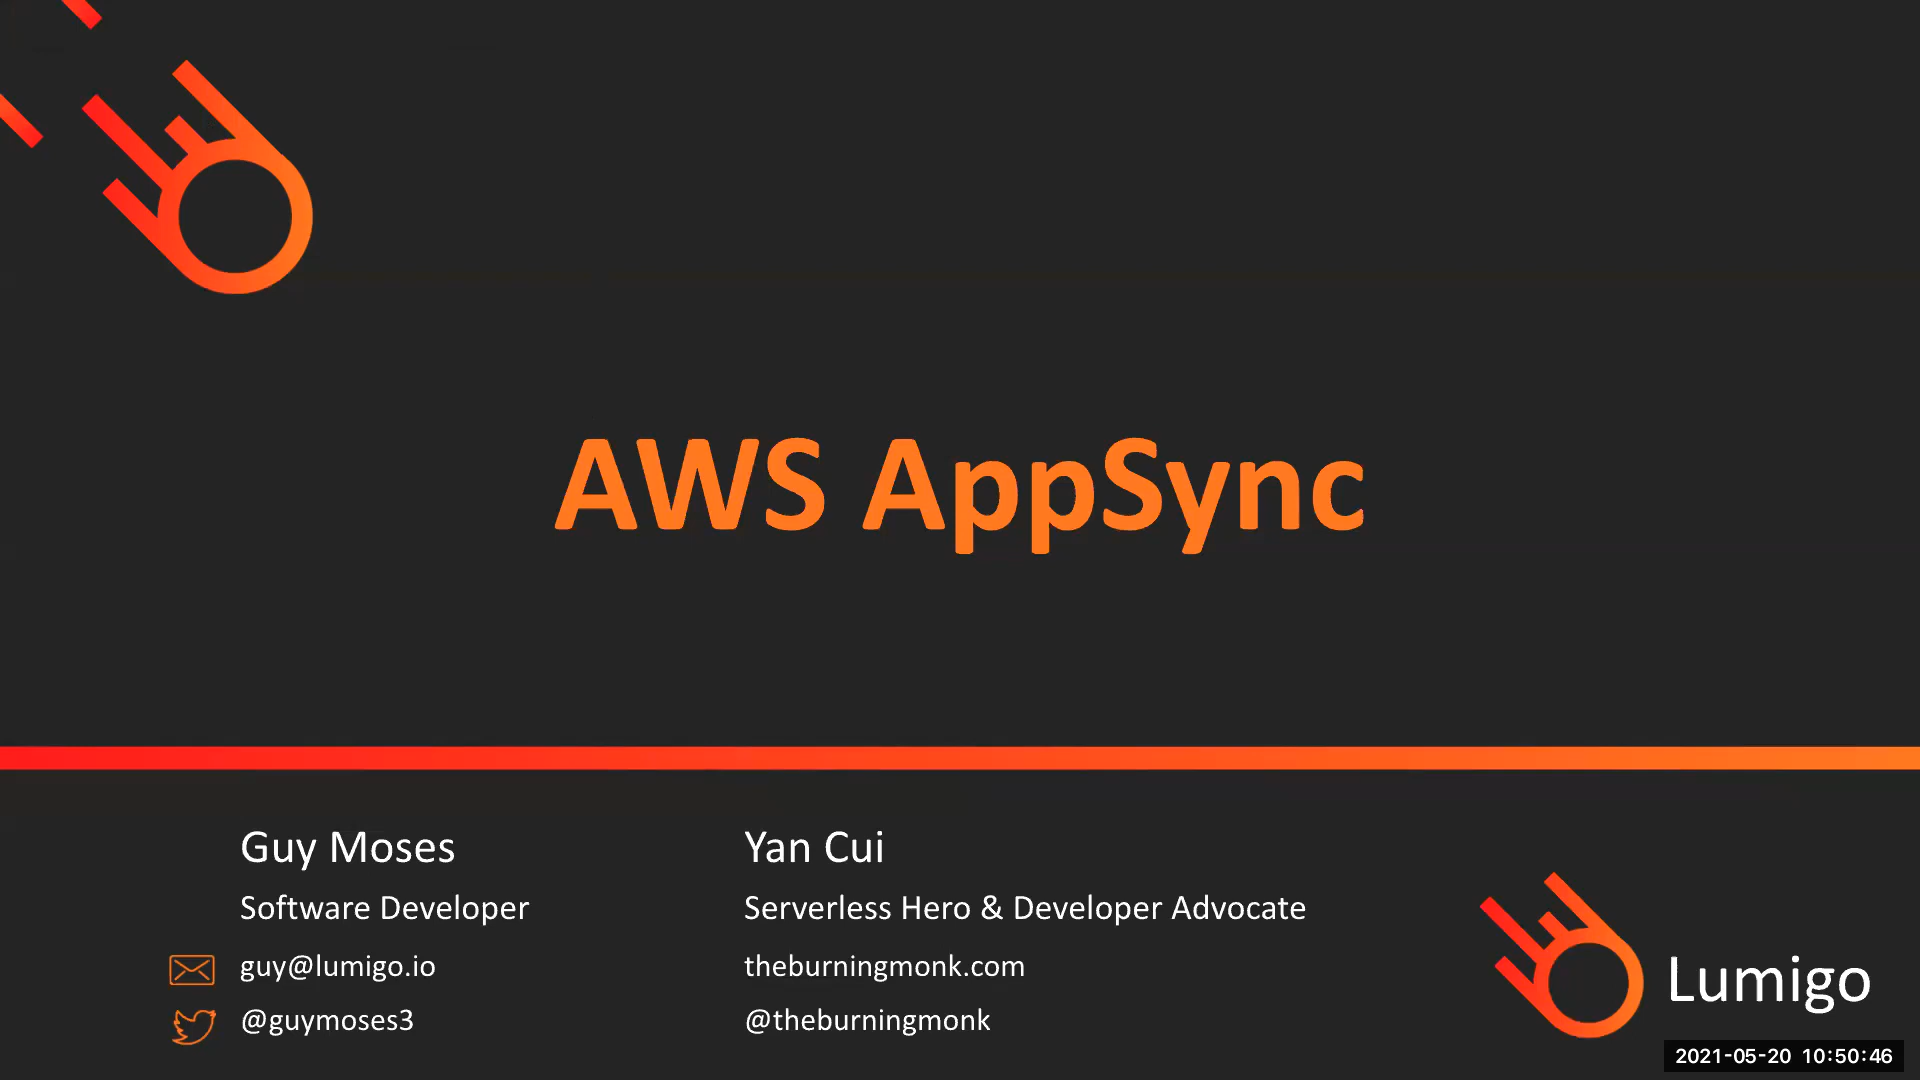 AWS AppSync
Guy Moses
Software Developer
guy@lumigo.io
@guymoses3
Yan Cui
Serverless Hero & Developer Advocate
theburningmonk.com
@theburningmonk
Lumigo
2021-05-20 10:50:46